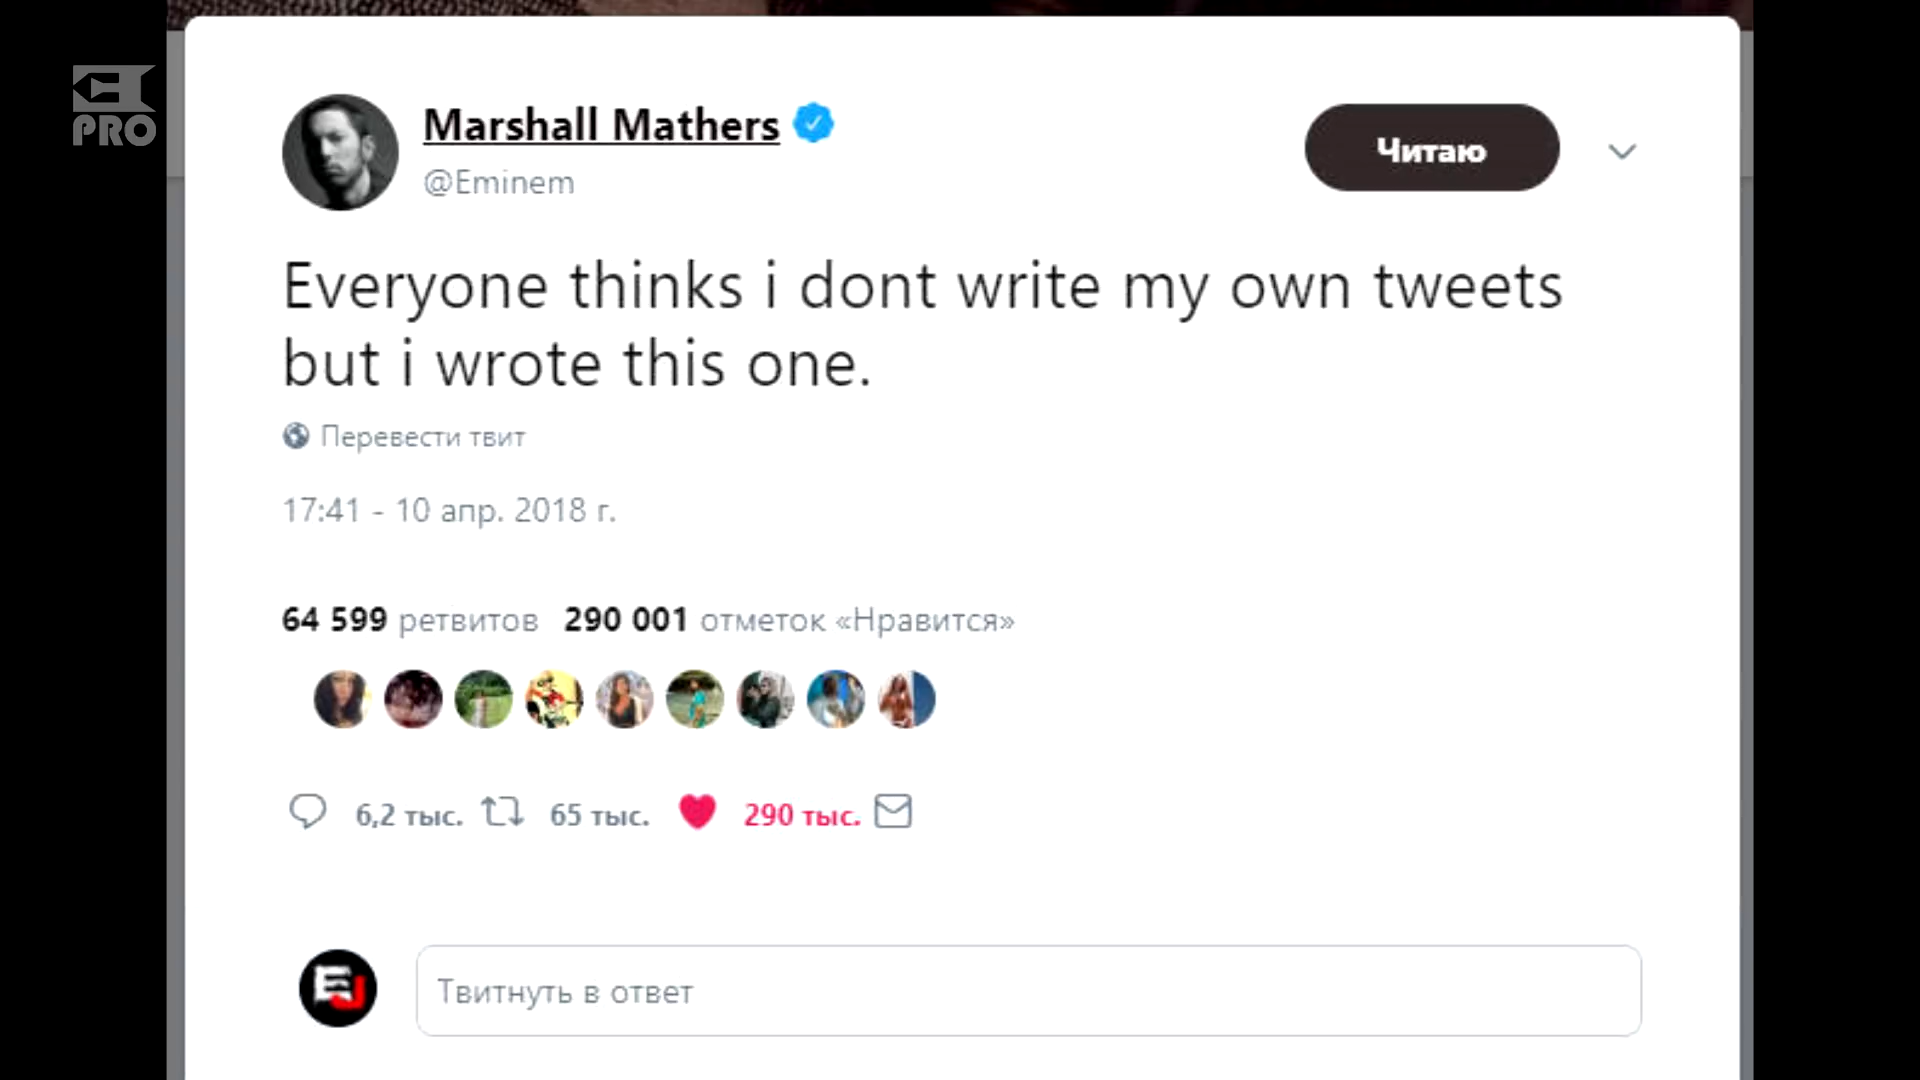 PRO
Marshall Mathers
@Eminem
Читаю
Everyone thinks i dont write my own tweets
but i wrote this one.
Перевести твит
17:41 - 10 апр. 2018 г.
64 599 ретвитов 290 001 отметок «Нравится»
6,2 тыс. 65 тыс. 290 тыс.
EJ
Твитнуть в ответ